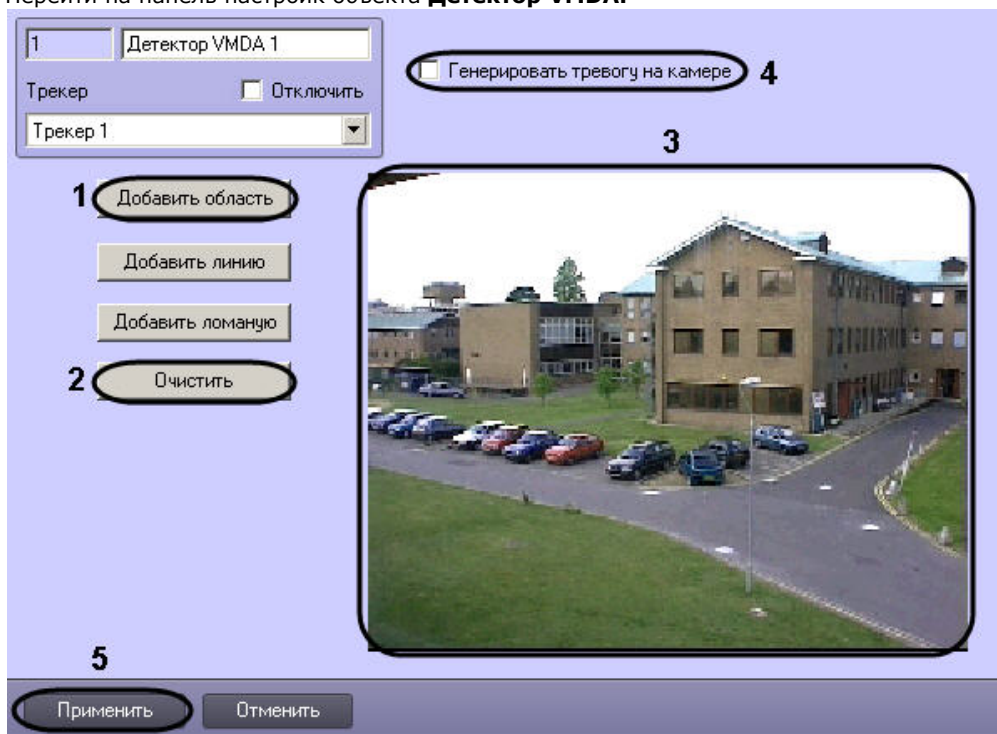 Перейти на панель настроек объекта Детектор VMDA.
1 Детектор VMDA 1
Генерировать тревогу на камере 4
Трекер Отключить
Трекер 1
3
1 Добавить область
Добавить линию
Добавить ломаную
2 Очистить
5
Применить Отменить